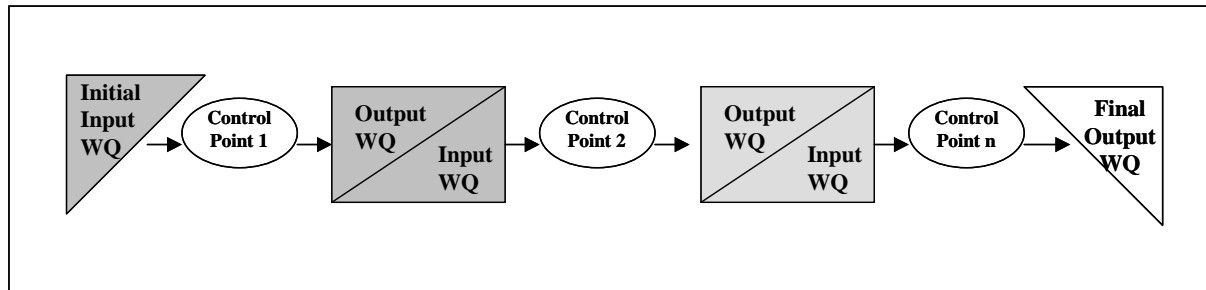 Initial
Input
WQ
Control
Point 1
Output
WQ
Input
WQ
Control
Point 2
Output
WQ
Input
WQ
Control
Point n
Final
Output
WQ